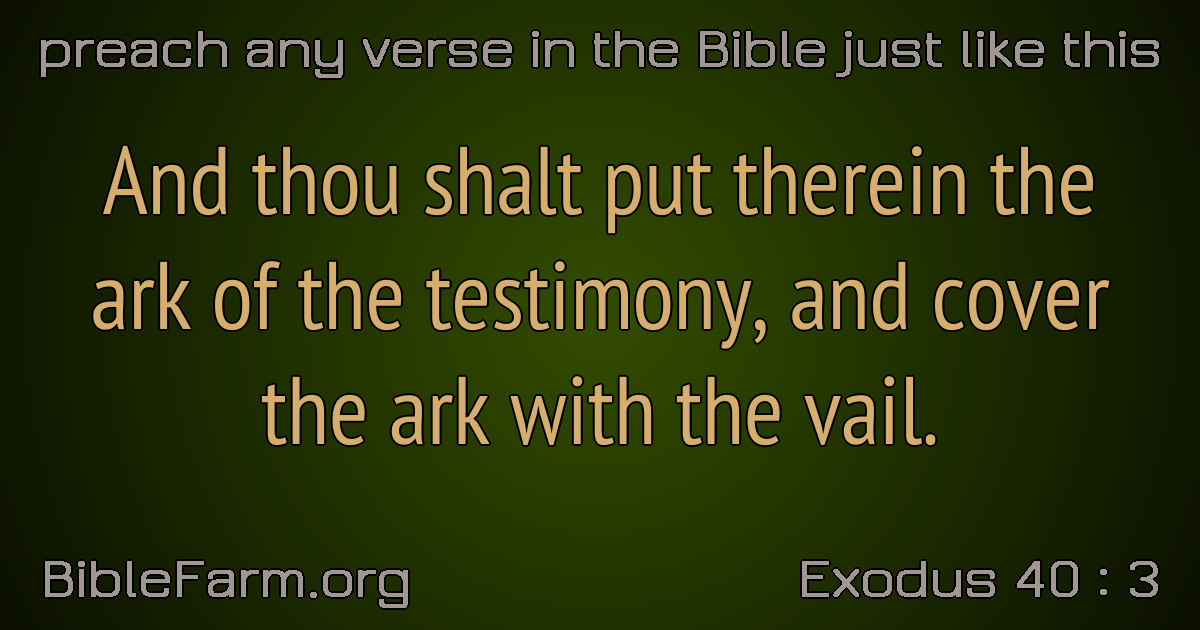 preach any verse in the Bible just like this
And thou shalt put therein the
ark of the testimony, and cover
the ark with the vail.
BibleFarm.org
Exodus 40 : 3